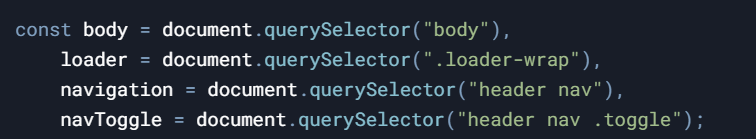 const body = document.querySelector("body"),
loader = document.querySelector(".loader-wrap"),
navigation = document.querySelector("header nav"),
navToggle = document.querySelector("header nav .toggle");